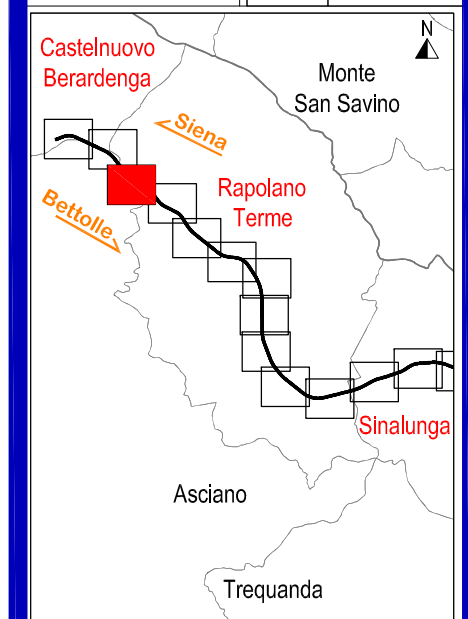 N
Castelnuovo
Berardenga
Monte
San Savino
Siena
Rapolano
Terme
Bettolle
Sinalunga
Asciano
Trequanda